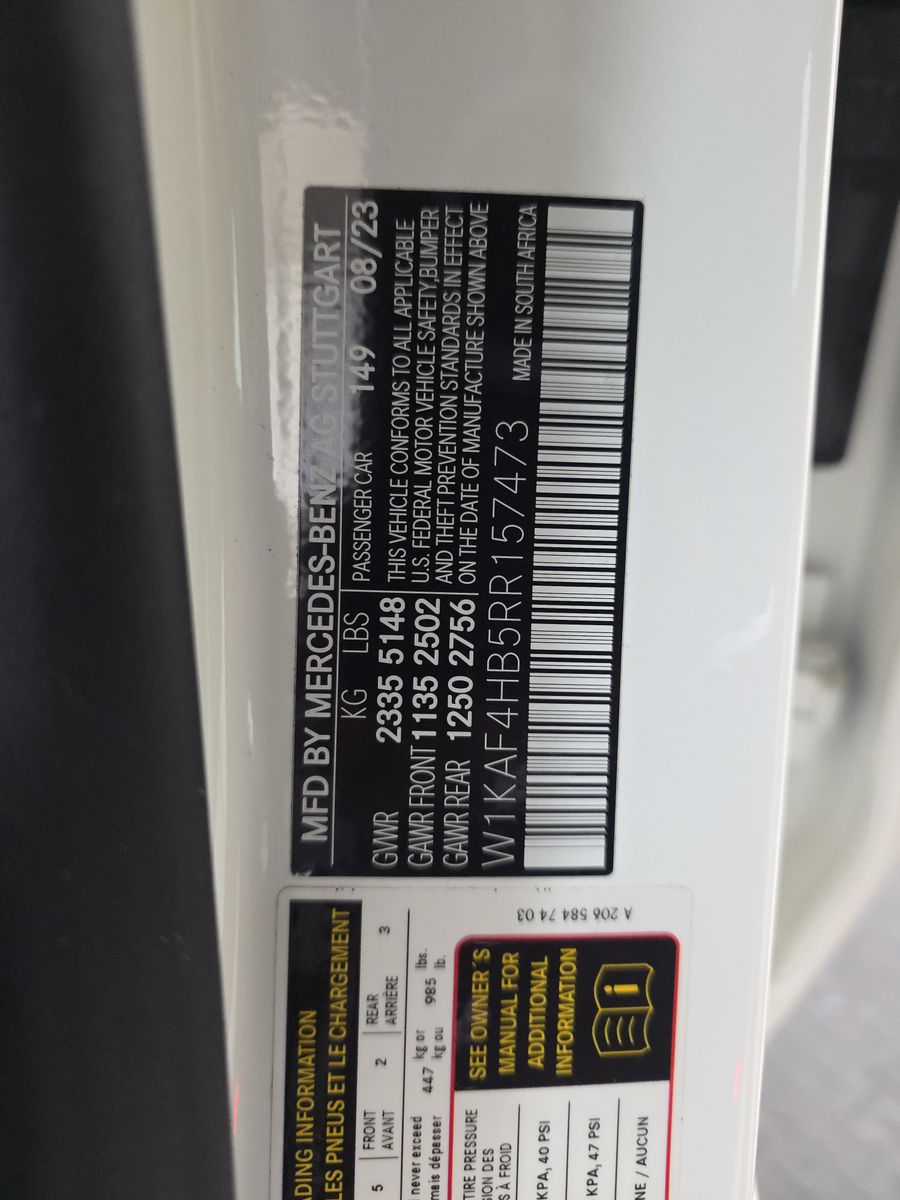 MFD BY MERCEDES-BENZ AG STUTTGART
KG LBS PASSENGER CAR 149 08/23
GVWR 2335 5148 THIS VEHICLE CONFORMS TO ALL APPLICABLE
GAWR FRONT 1135 2502 U.S. FEDERAL MOTOR VEHICLE SAFETY,BUMPER
GAWR REAR 1250 2756 AND THEFT PREVENTION STANDARDS IN EFFECT
ON THE DATE OF MANUFACTURE SHOWN ABOVE
W1KAF4HB5RR157473 MADE IN SOUTH AFRICA
ADING INFORMATION
LES PNEUS ET LE CHARGEMENT
5 FRONT 2 REAR 3
AVANT ARRIÈRE
never exceed 447 kg or 985 lbs.
mais dépasser kg ou lb.
TIRE PRESSURE
ION DES
S À FROID
KPA, 40 PSI
KPA, 47 PSI
NE / AUCUN
SEE OWNER´S
MANUAL FOR
ADDITIONAL
INFORMATION
i
A 206 584 74 03